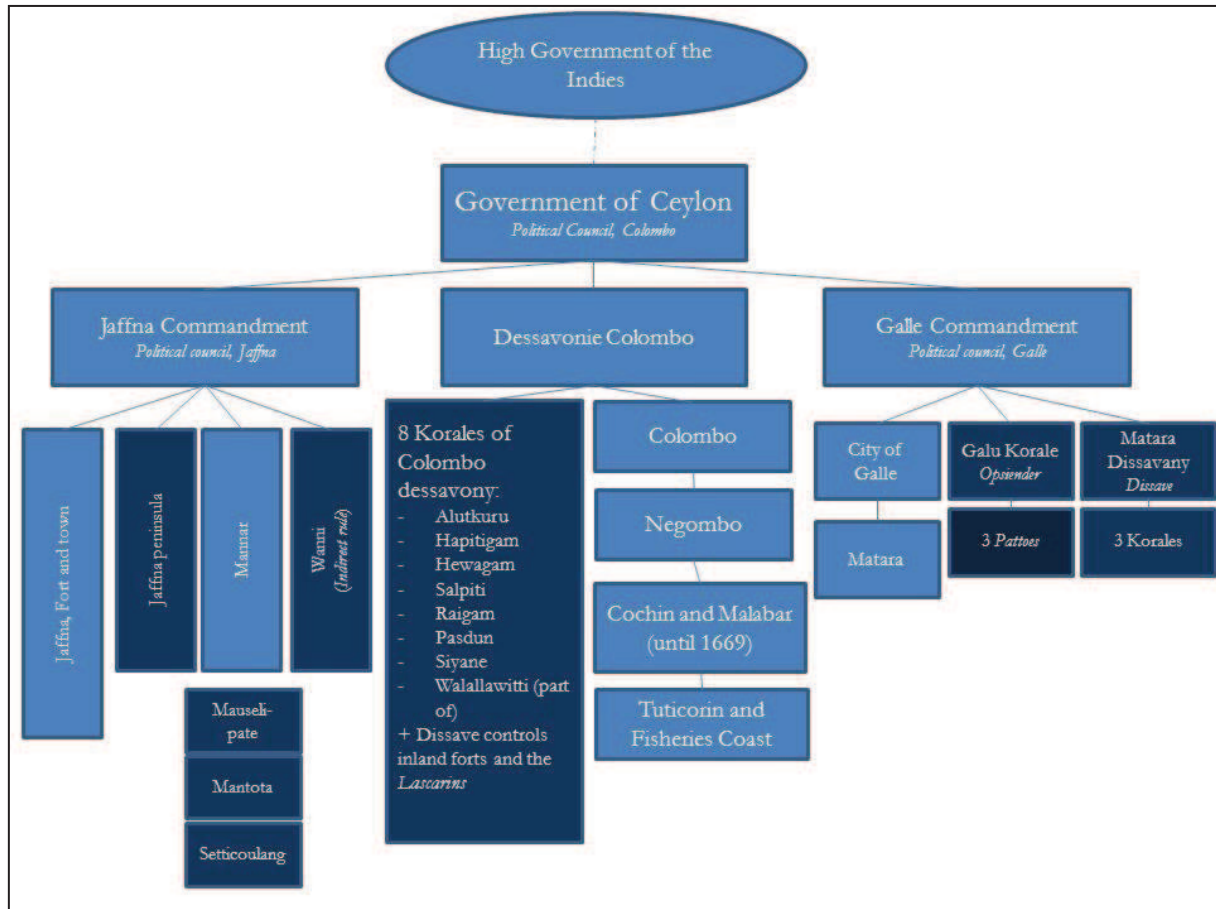 High Government of the
Indies
Government of Ceylon
Political Council, Colombo
Jaffna Commandment
Political council, Jaffna
Dessavonie Colombo
Galle Commandment
Political council, Galle
Jaffna, Fort and town
Jaffna peninsula
Mannar
Wanni
(Indirect rule)
Mauseli-
pate
Mantota
Setticoulang
8 Korales of
Colombo
dessavony:
- Alutkuru
- Hapitigam
- Hewagam
- Salpiti
- Raigam
- Pasdun
- Siyane
- Walallawitti (part
of)
+ Dissave controls
inland forts and the
Lascarins
Colombo
Negombo
Cochin and Malabar
(until 1669)
Tuticorin and
Fisheries Coast
City of
Galle
Matara
Galu Korale
Opsiender
3 Pattoes
Matara
Dissavany
Dissave
3 Korales